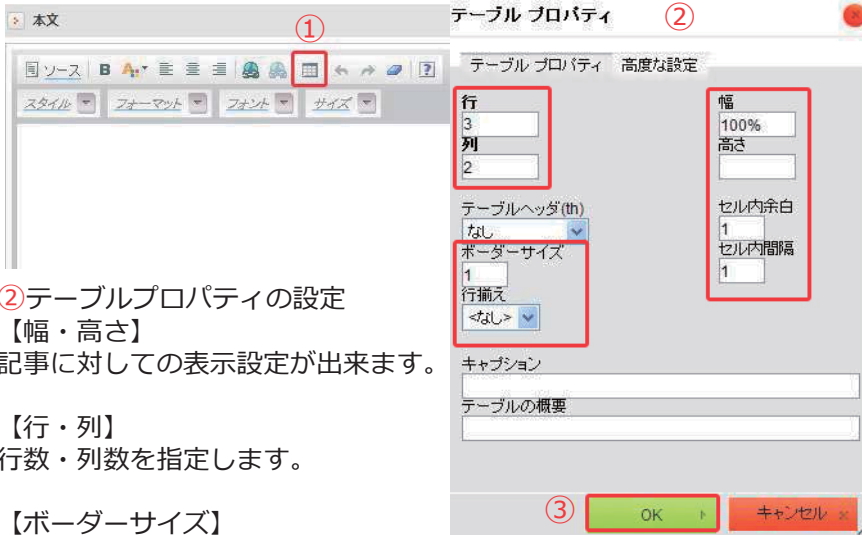 本文
①
ソース B A
スタイル フォーマット フォント サイズ
②テーブルプロパティの設定
【幅・高さ】
記事に対しての表示設定が出来ます。
【行・列】
行数・列数を指定します。
【ボーダーサイズ】
テーブル プロパティ ②
テーブル プロパティ 高度な設定
行
3
列
2
テーブルヘッダ(th)
なし
ボーダーサイズ
1
行揃え
<なし>
幅
100%
高さ
セル内余白
1
セル内間隔
1
キャプション
テーブルの概要
③
OK
キャンセル